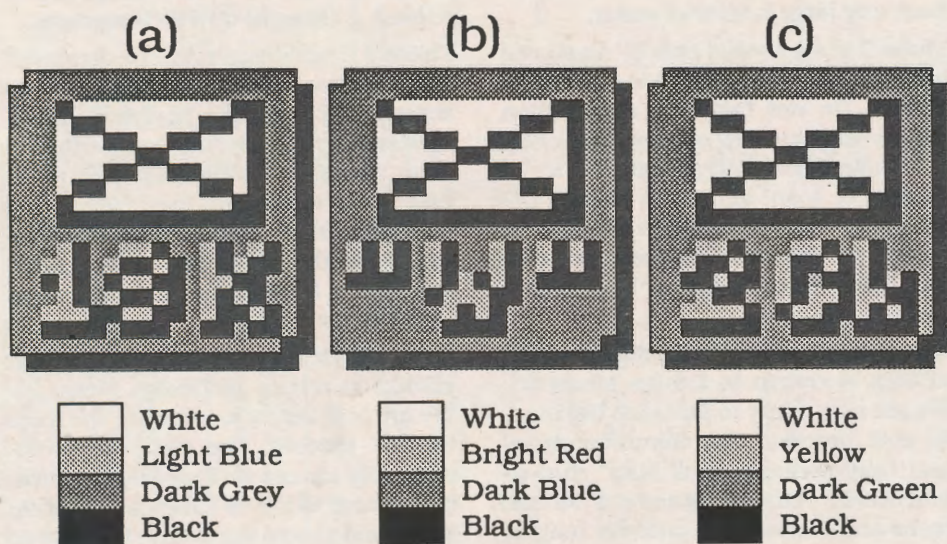 (a) (b) (c)
White
Light Blue
Dark Grey
Black
White
Bright Red
Dark Blue
Black
White
Yellow
Dark Green
Black